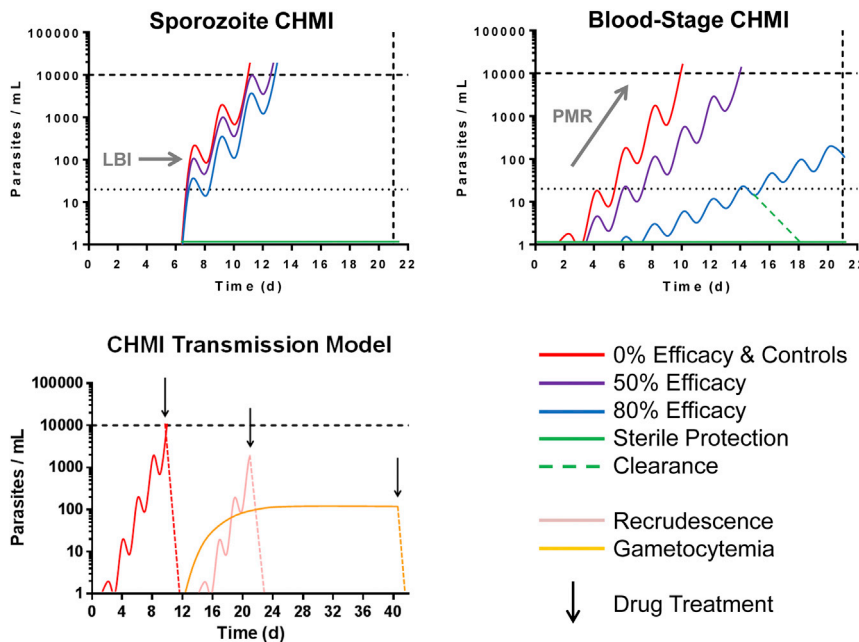 Sporozoite CHMI
Parasites / mL
100000
10000
1000
100
10
1
LBI
0 2 4 6 8 10 12 14 16 18 20 22
Time (d)
Blood-Stage CHMI
Parasites / mL
100000
10000
1000
100
10
1
PMR
0 2 4 6 8 10 12 14 16 18 20 22
Time (d)
CHMI Transmission Model
Parasites / mL
100000
10000
1000
100
10
1
0 4 8 12 16 20 24 28 32 36 40
Time (d)
0% Efficacy & Controls
50% Efficacy
80% Efficacy
Sterile Protection
Clearance
Recrudescence
Gametocytemia
Drug Treatment